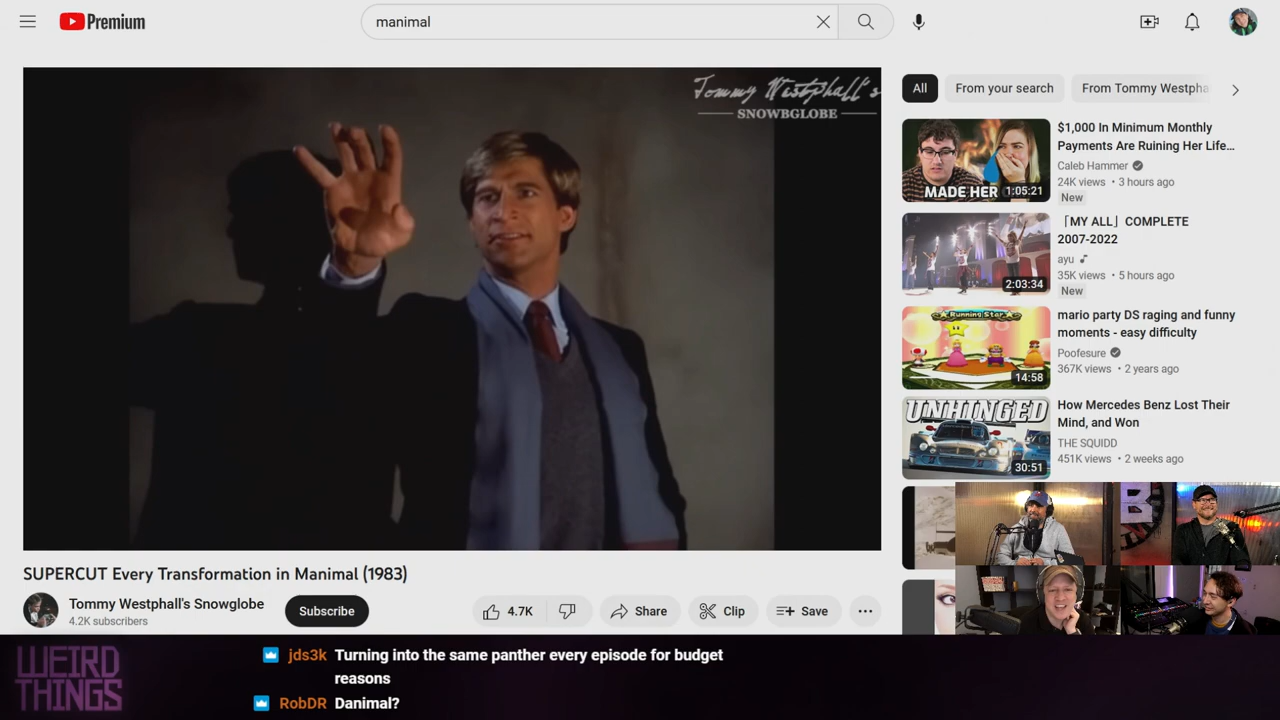 Premium
manimal
Tommy Westphall's
SNOWBGLOBE
All
From your search
From Tommy Westpha
$1,000 In Minimum Monthly
Payments Are Ruining Her Life...
Caleb Hammer
24K views • 3 hours ago
New
MADE HER
1:05:21
「MY ALL」COMPLETE
2007-2022
ayu
35K views • 5 hours ago
New
2:03:34
mario party DS raging and funny
moments - easy difficulty
Poofesure
367K views • 2 years ago
Running Star
14:58
How Mercedes Benz Lost Their
Mind, and Won
THE SQUIDD
451K views • 2 weeks ago
UNHINGED
30:51
B
SUPERCUT Every Transformation in Manimal (1983)
Tommy Westphall's Snowglobe
4.2K subscribers
Subscribe
4.7K
Share
Clip
Save
WEIRD
THINGS
jds3k Turning into the same panther every episode for budget
reasons
RobDR Danimal?